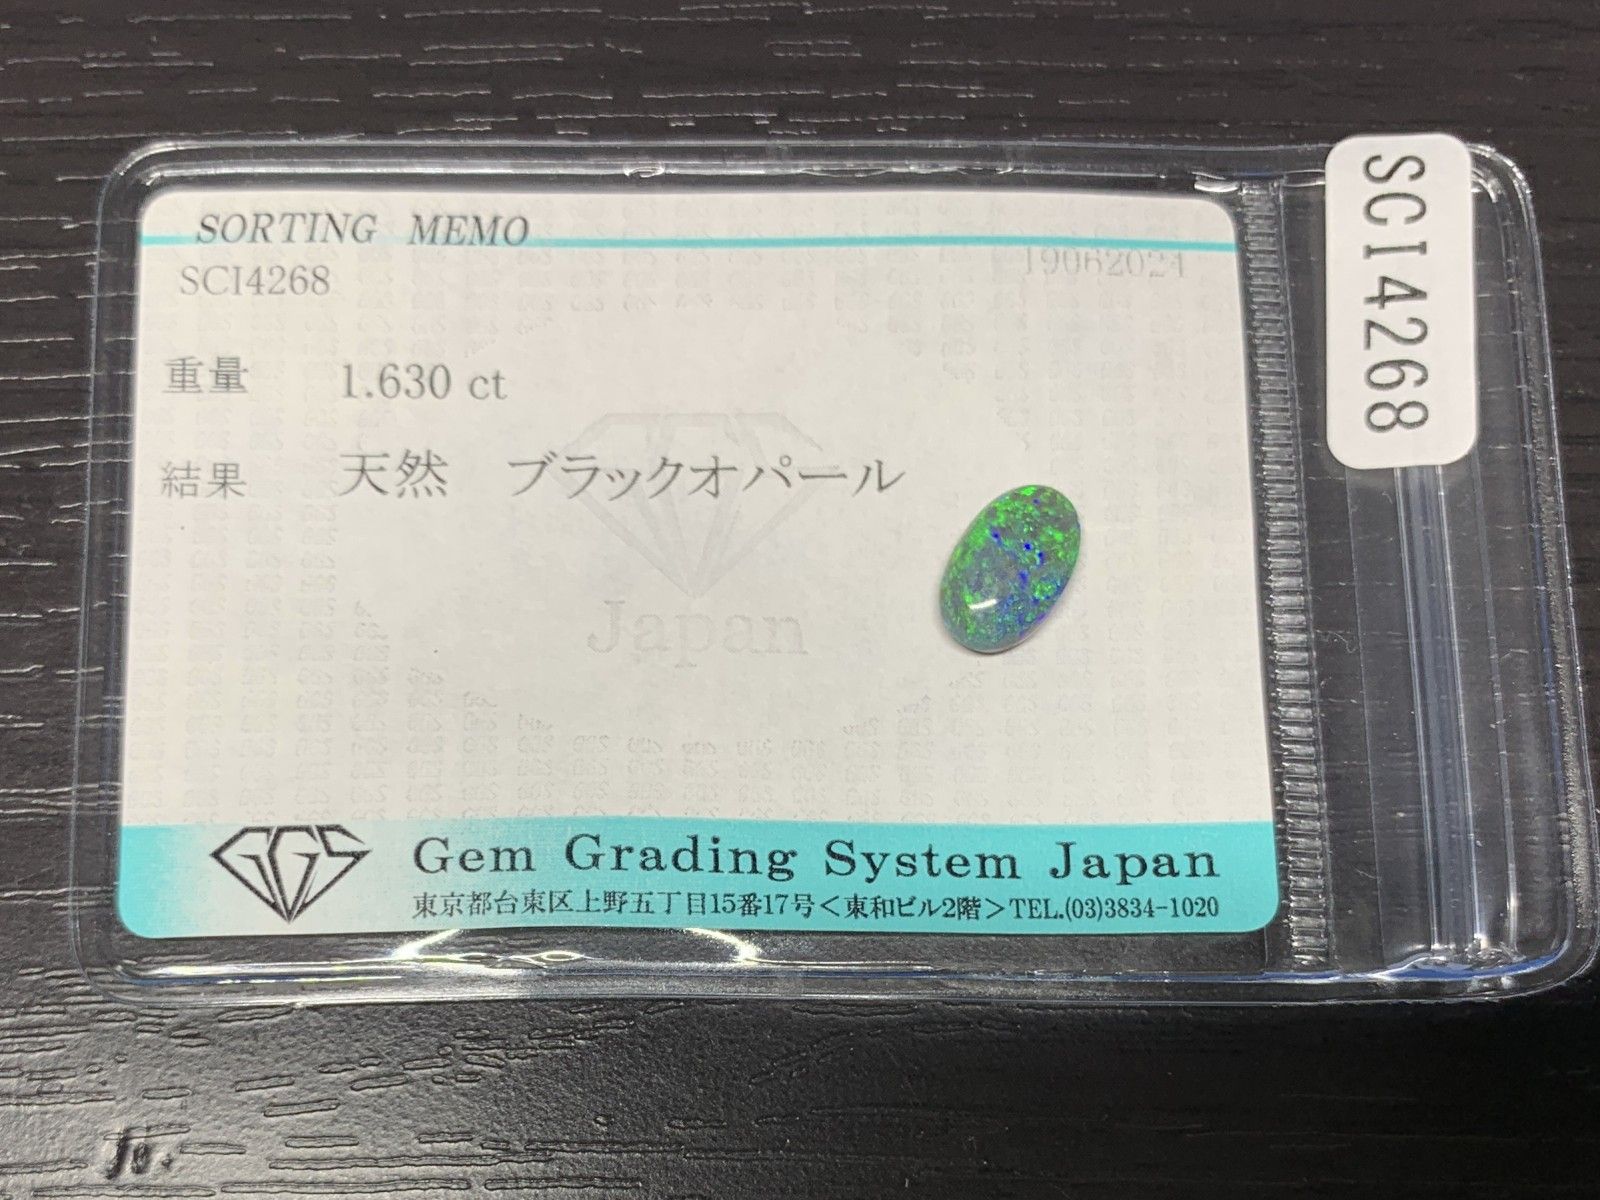 SORTING MEMO
SCI4268
19062024
重量 1.630 ct
結果 天然 ブラックオパール
Japan
GGS
Gem Grading System Japan
東京都台東区上野五丁目15番17号<東和ビル2階>TEL.(03)3834-1020
SCI4268